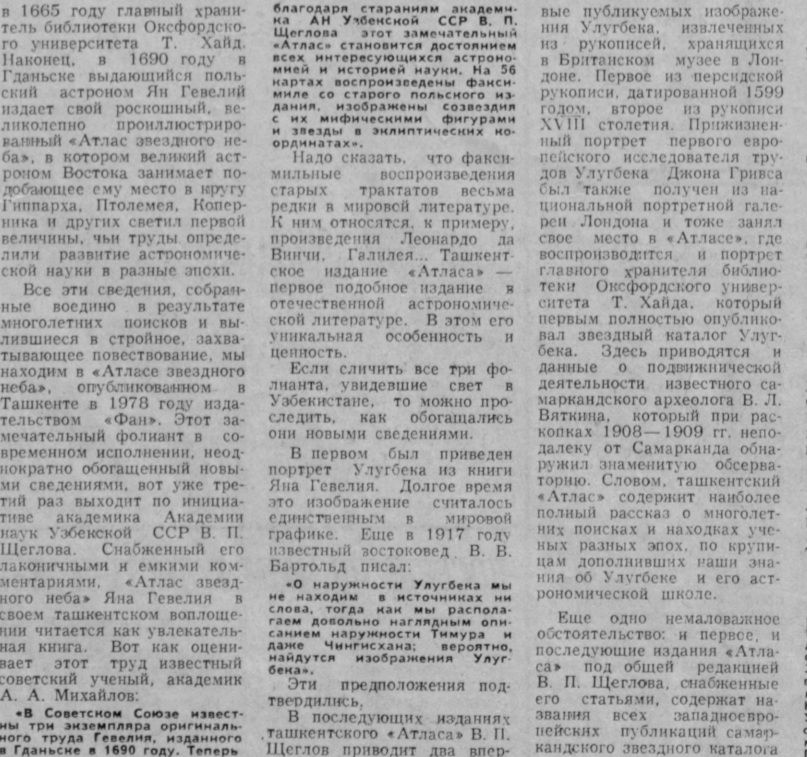 в 1665 году главный храни-
тель библиотеки Оксфордско-
го университета Т. Хайд.
Наконец, в 1690 году в
Гданьске выдающийся поль-
ский астроном Ян Гевелий
издает свой роскошный, ве-
ликолепно проиллюстриро-
ванный «Атлас звездного не-
ба», в котором великий аст-
роном Востока занимает по-
добающее ему место в кругу
Гиппарха, Птолемея, Копер-
ника и других светил первой
величины, чьи труды опреде-
лили развитие астрономиче-
ской науки в разные эпохи.
Все эти сведения, собран-
ные воедино в результате
многолетних поисков и вы-
лившиеся в стройное, захва-
тывающее повествование, мы
находим в «Атласе звездного
неба», опубликованном в
Ташкенте в 1978 году изда-
тельством «Фан». Этот за-
мечательный фолиант в со-
временном исполнении, неод-
нократно обогащенный новы-
ми сведениями, вот уже тре-
тий раз выходит по инициа-
тиве академика Академии
наук Узбекской ССР В. П.
Щеглова. Снабженный его
лаконичными и емкими ком-
ментариями, «Атлас звезд-
ного неба» Яна Гевелия в
своем ташкентском воплоще-
нии читается как увлекатель-
ная книга. Вот как оцени-
вает этот труд известный
советский ученый, академик
А. А. Михайлов:
«В Советском Союзе извест-
ны три экземпляра оригиналь-
ного труда Гевелия, изданного
в Гданьске в 1690 году. Теперь
благодаря стараниям академи-
ка АН Узбекской ССР В. П.
Щеглова этот замечательный
«Атлас» становится достоянием
всех интересующихся астроно-
мией и историей науки. На 56
картах воспроизведены факси-
миле со старого польского из-
дания, изображены созвездия
с их мифическими фигурами
и звезды в эклиптических ко-
ординатах».
Надо сказать, что факси-
мильные воспроизведения
старых трактатов весьма
редки в мировой литературе.
К ним относятся, к примеру,
произведения Леонардо да
Винчи, Галилея... Ташкент-
ское издание «Атласа» —
первое подобное издание в
отечественной астрономиче-
ской литературе. В этом его
уникальная особенность и
ценность.
Если сличить все три фо-
лианта, увидевшие свет в
Узбекистане, то можно про-
следить, как обогащались
они новыми сведениями.
В первом был приведен
портрет Улугбека из книги
Яна Гевелия. Долгое время
это изображение считалось
единственным в мировой
графике. Еще в 1917 году
известный востоковед В. В.
Бартольд писал:
«О наружности Улугбека мы
не находим в источниках ни
слова, тогда как мы распола-
гаем довольно наглядным опи-
санием наружности Тимура и
даже Чингисхана; вероятно,
найдутся изображения Улуг-
бека».
Эти предположения под-
твердились.
В последующих изданиях
ташкентского «Атласа» В. П.
Щеглов приводит два впер-
вые публикуемых изображе-
ния Улугбека, извлеченных
из рукописей, хранящихся
в Британском музее в Лон-
доне. Первое из персидской
рукописи, датированной 1599
годом, второе из рукописи
XVIII столетия. Прижизнен-
ный портрет первого евро-
пейского исследователя тру-
дов Улугбека Джона Гривса
был также получен из на-
циональной портретной гале-
реи Лондона и тоже занял
свое место в «Атласе», где
воспроизводится и портрет
главного хранителя библио-
теки Оксфордского универ-
ситета Т. Хайда, который
первым полностью опублико-
вал звездный каталог Улуг-
бека. Здесь приводятся и
данные о подвижнической
деятельности известного са-
маркандского археолога В. Л.
Вяткина, который при рас-
копках 1908—1909 гг. непо-
далеку от Самарканда обна-
ружил знаменитую обсерва-
торию. Словом, ташкентский
«Атлас» содержит наиболее
полный рассказ о многолет-
них поисках и находках уче-
ных разных эпох, по крупи-
цам дополнивших наши зна-
ния об Улугбеке и его аст-
рономической школе.
Еще одно немаловажное
обстоятельство: и первое, и
последующие издания «Атла-
са» под общей редакцией
В. П. Щеглова, снабженные
его статьями, содержат на-
звания всех западноевро-
пейских публикаций самар-
кандского звездного каталога